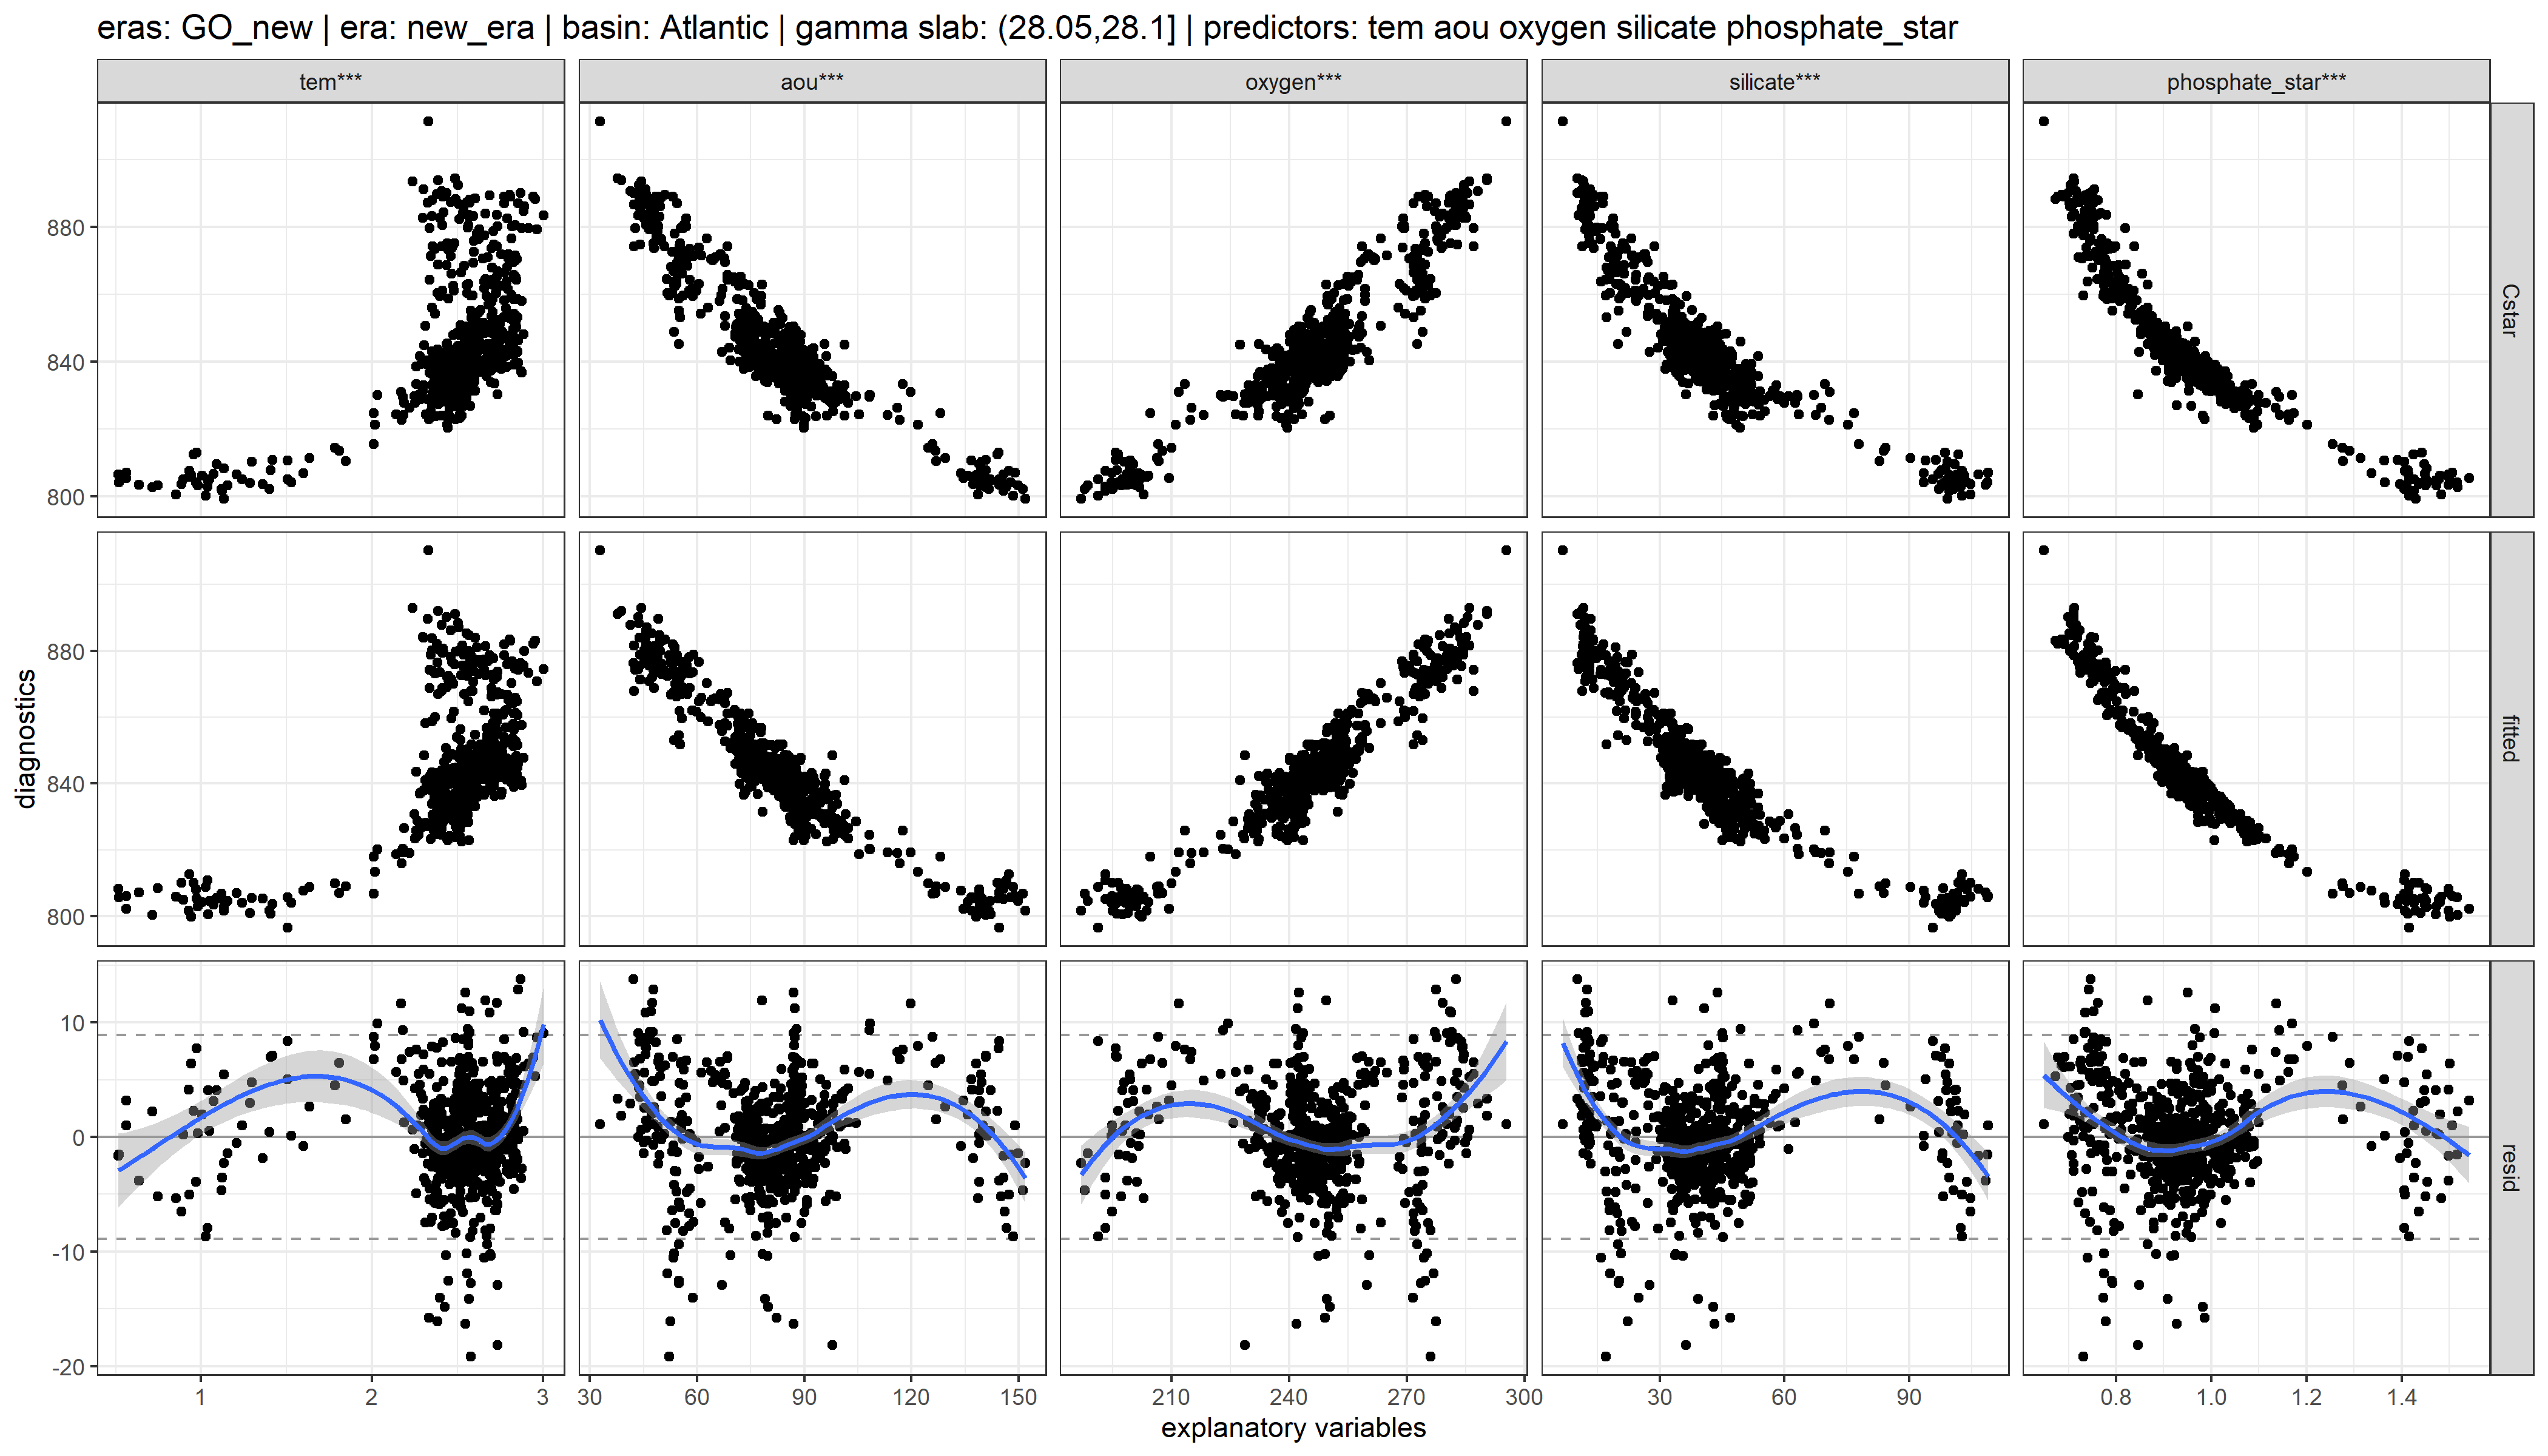 eras: GO_new | era: new_era | basin: Atlantic | gamma slab: (28.05,28.1] | predictors: tem aou oxygen silicate phosphate_star
tem*** aou*** oxygen*** silicate*** phosphate_star***
880
840
800
Cstar
diagnostics
880
840
800
fitted
10
0
-10
-20
resid
1 2 3 30 60 90 120 150 210 240 270 300 30 60 90 0.8 1.0 1.2 1.4
explanatory variables